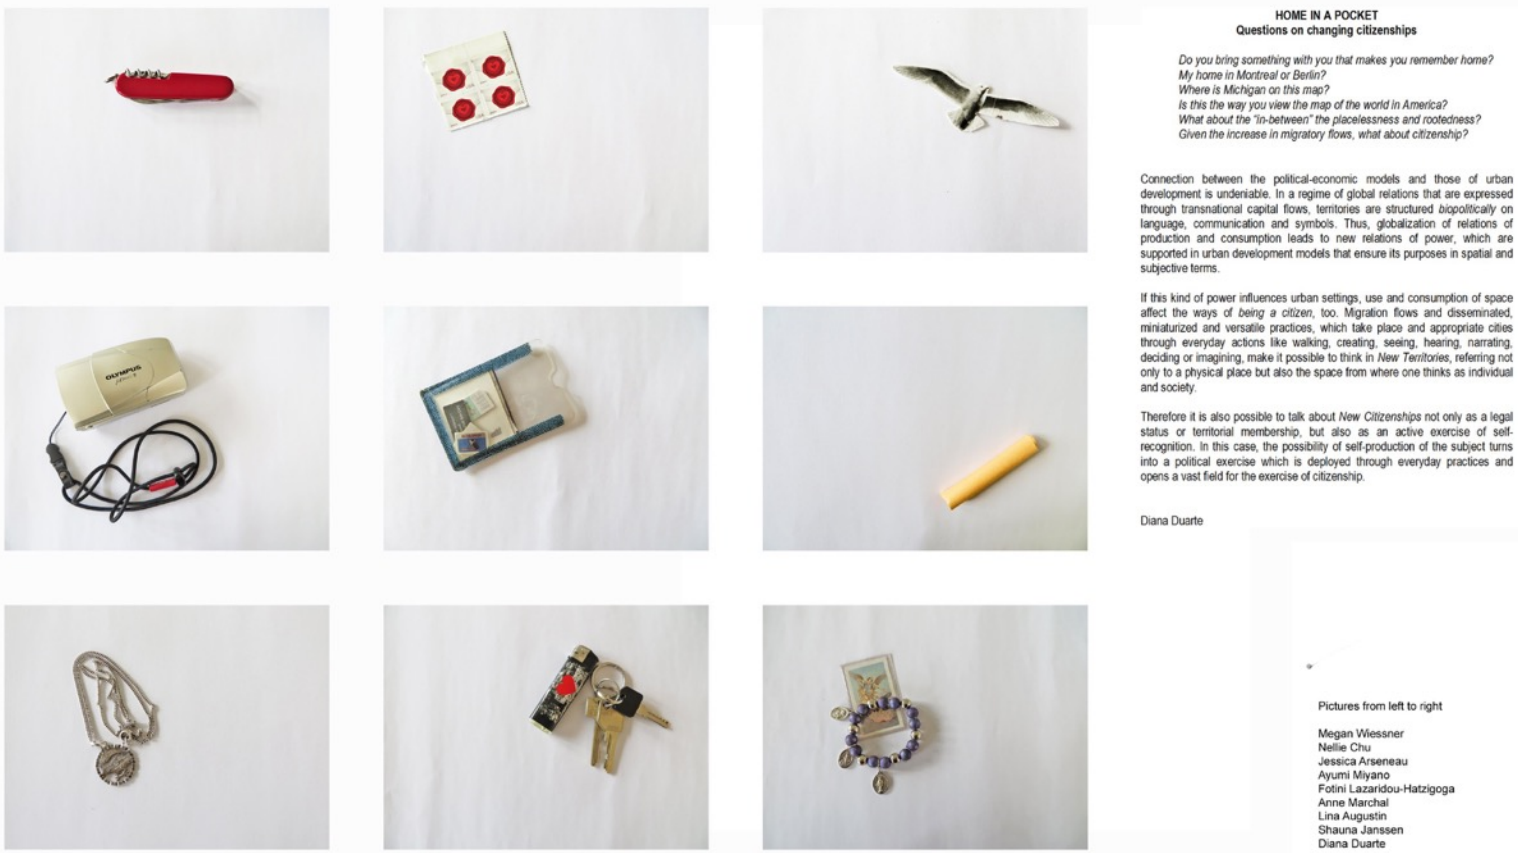 HOME IN A POCKET
Questions on changing citizenships
Do you bring something with you that makes you remember home?
My home in Montreal or Berlin?
Where is Michigan on this map?
Is this the way you view the map of the world in America?
What about the "in-between" the placelessness and rootedness?
Given the increase in migratory flows, what about citizenship?
Connection between the political-economic models and those of urban
development is undeniable. In a regime of global relations that are expressed
through transnational capital flows, territories are structured biopolitically on
language, communication and symbols. Thus, globalization of relations of
production and consumption leads to new relations of power, which are
supported in urban development models that ensure its purposes in spatial and
subjective terms.
If this kind of power influences urban settings, use and consumption of space
affect the ways of being a citizen, too. Migration flows and disseminated,
miniaturized and versatile practices, which take place and appropriate cities
through everyday actions like walking, creating, seeing, hearing, narrating,
deciding or imagining, make it possible to think in New Territories, referring not
only to a physical place but also the space from where one thinks as individual
and society.
Therefore it is also possible to talk about New Citizenships not only as a legal
status or territorial membership, but also as an active exercise of self-
recognition. In this case, the possibility of self-production of the subject turns
into a political exercise which is deployed through everyday practices and
opens a vast field for the exercise of citizenship.
Diana Duarte
OLYMPUS
Pictures from left to right
Megan Wiessner
Nellie Chu
Jessica Arseneau
Ayumi Miyano
Fotini Lazaridou-Hatzigoga
Anne Marchal
Lina Augustin
Shauna Janssen
Diana Duarte